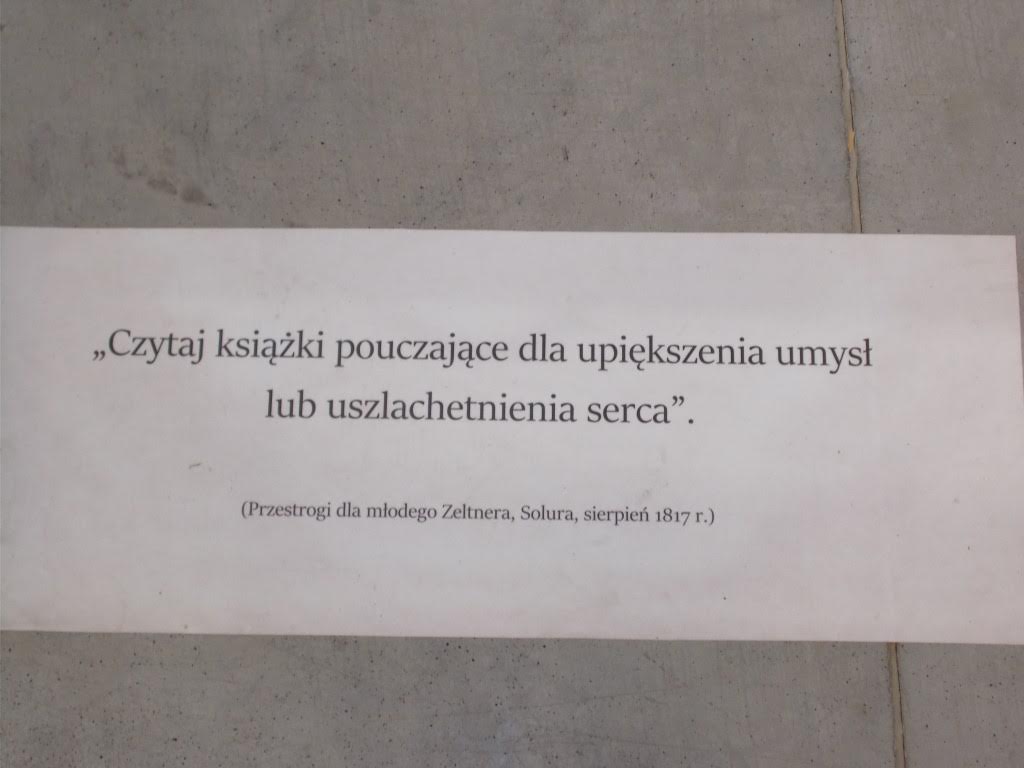 „Czytaj książki pouczające dla upiększenia umysł
lub uszlachetnienia serca”.
(Przestrogi dla młodego Zeltnera, Solura, sierpień 1817 r.)